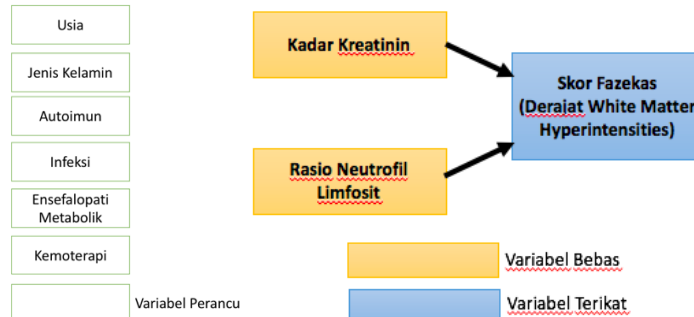 Usia
Jenis Kelamin
Autoimun
Infeksi
Ensefalopati
Metabolik
Kemoterapi
Variabel Perancu
Kadar Kreatinin
Rasio Neutrofil
Limfosit
Skor Fazekas
(Derajat White Matter
Hyperintensities)
Variabel Bebas
Variabel Terikat